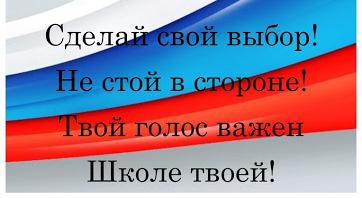 Сделай свой выбор!
Не стой в стороне!
Твой голос важен
Школе твоей!